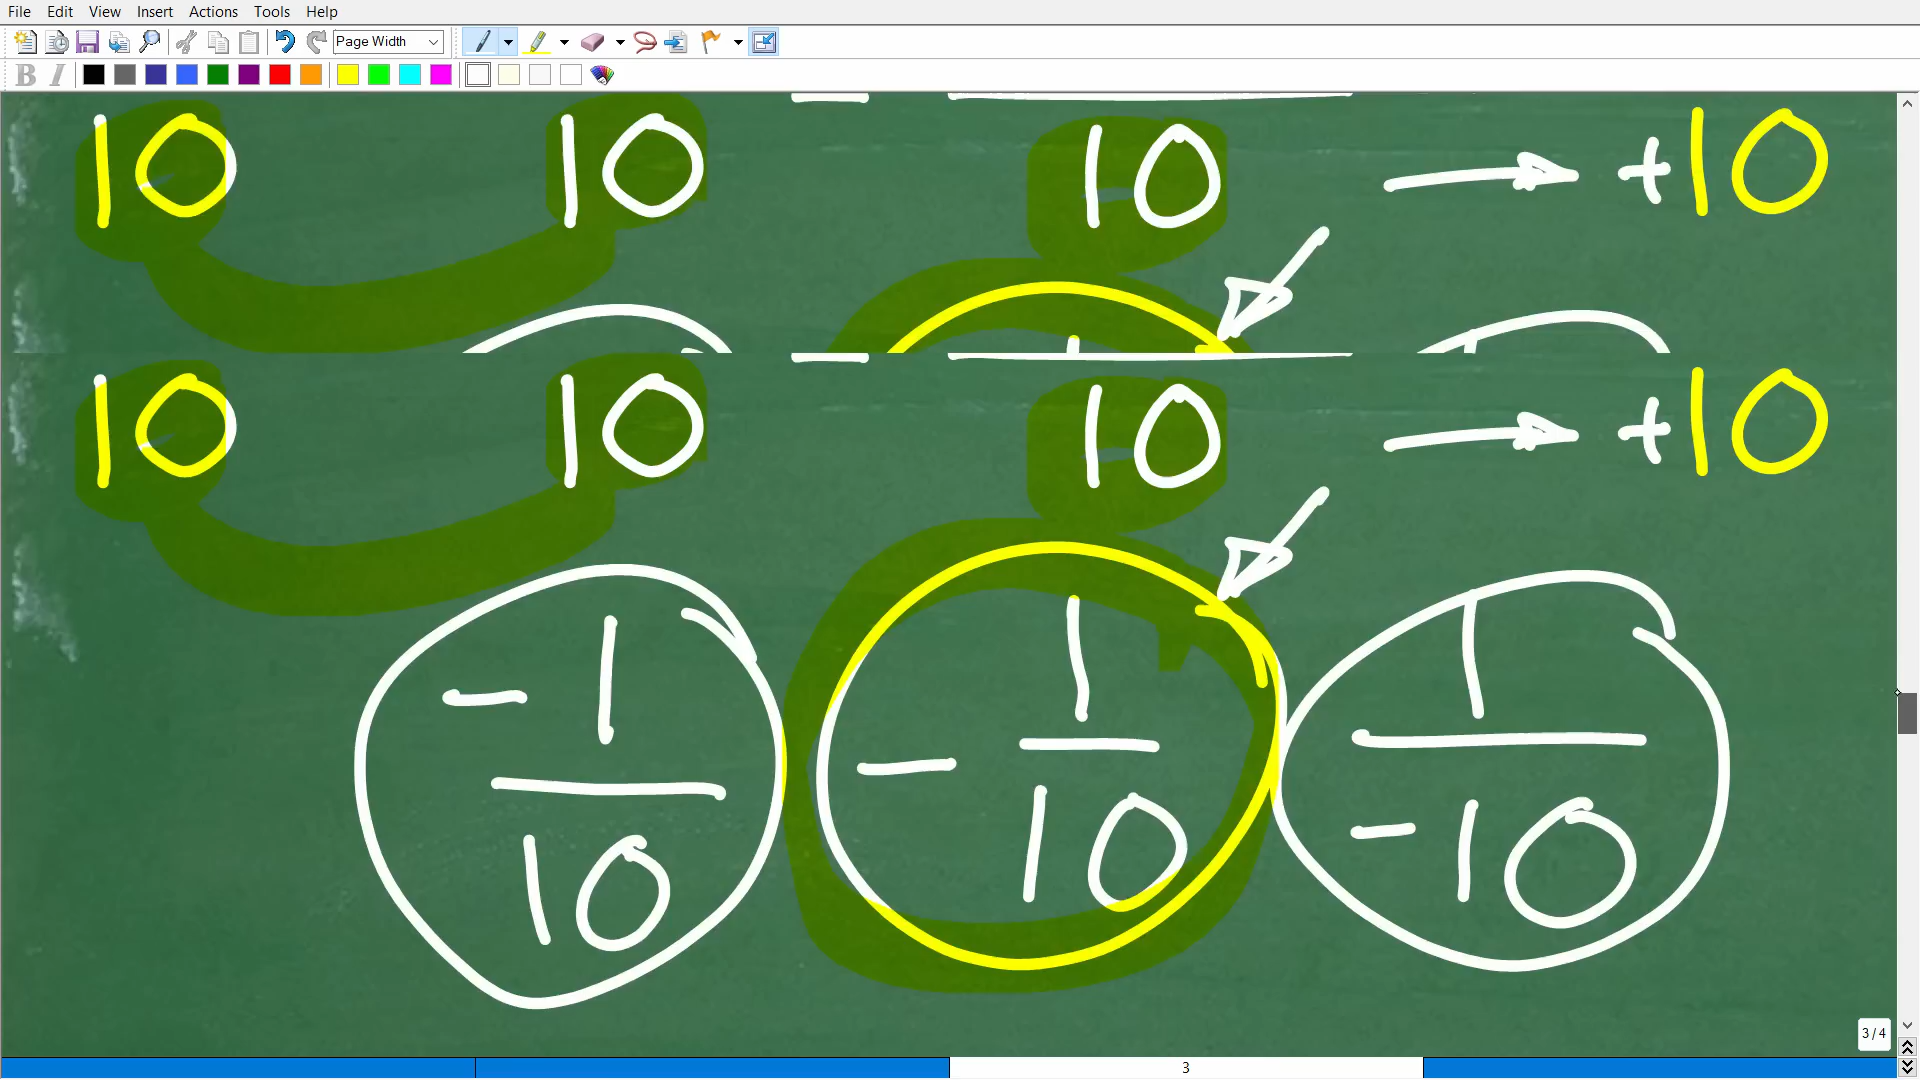 File Edit View Insert Actions Tools Help
Page Width
B I
10 10 10 → +10
10 10 10 → +10
-1/10 - 1/10 1/-10
3 / 4
3